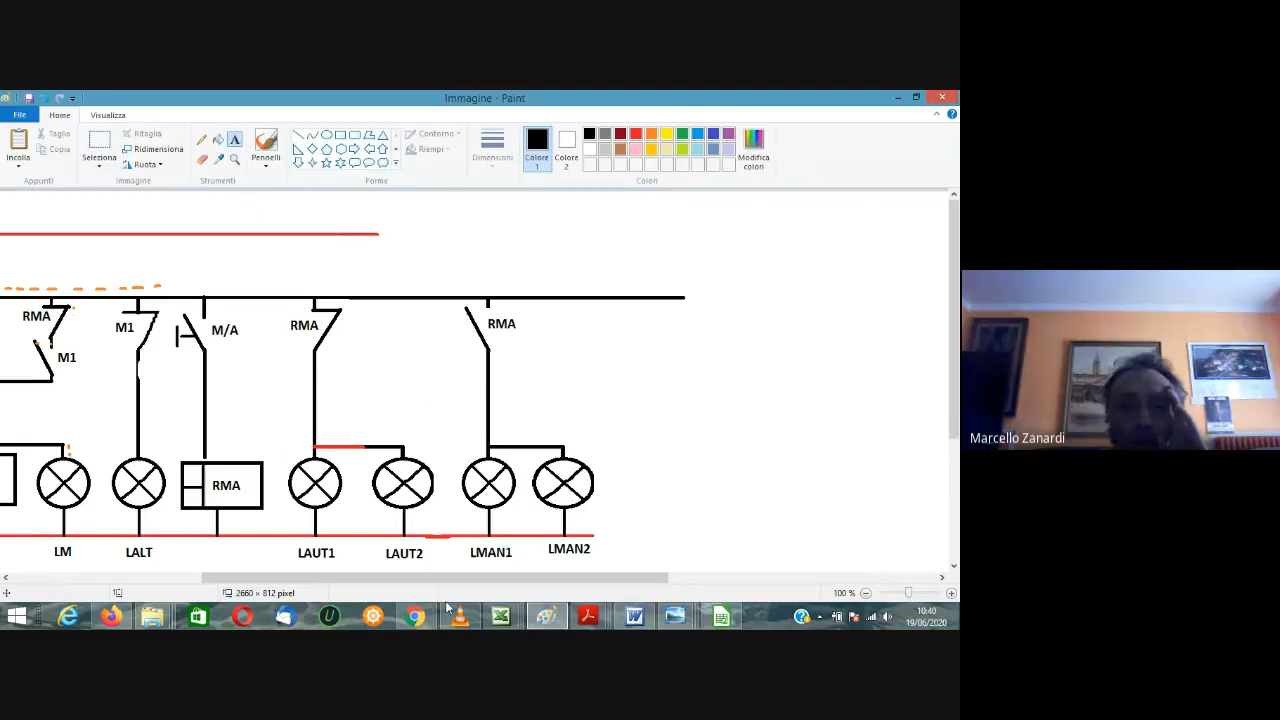 Immagine - Paint
File Home Visualizza
Incolla
Taglia
Copia
Appunti
Seleziona
Ritaglia
Ridimensiona
Ruota
Immagine
Strumenti
Pennelli
Forme
Contorno
Riempi
Dimensioni
Colore 1
Colore 2
Modifica colori
Colori
RMA
M1
M1
M/A
RMA
RMA
RMA
LM
LALT
LAUT1
LAUT2
LMAN1
LMAN2
2660 × 812 pixel
100 %
10:40
19/06/2020
Marcello Zanardi